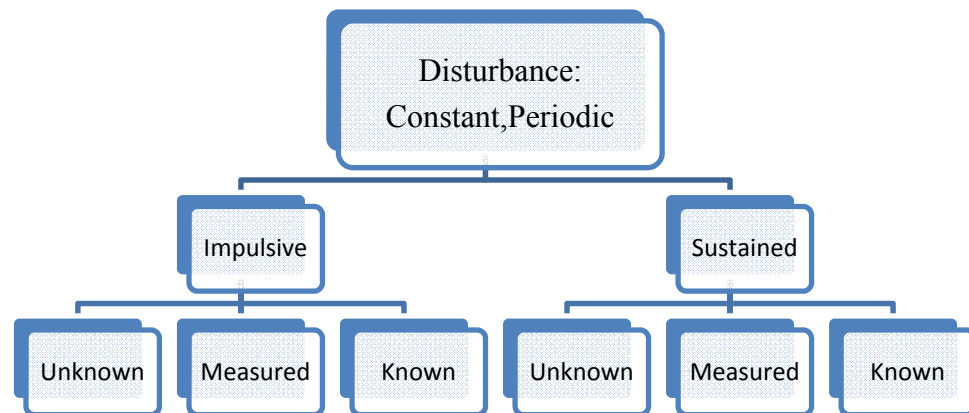 Disturbance:
Constant,Periodic
Impulsive
Sustained
Unknown
Measured
Known
Unknown
Measured
Known